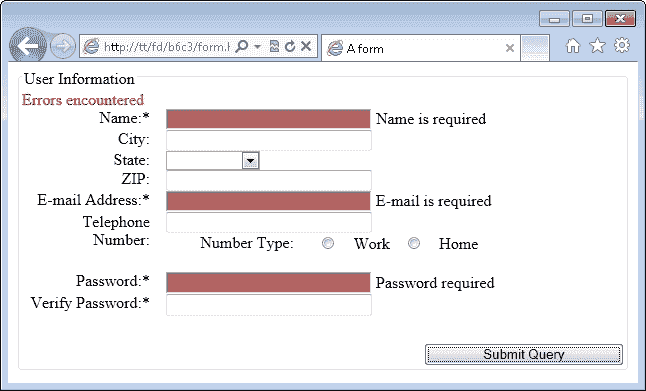 http://tt/fd/b6c3/form.h
A form
User Information
Errors encountered
Name:* Name is required
City:
State:
ZIP:
E-mail Address:* E-mail is required
Telephone
Number: Number Type: Work Home
Password:* Password required
Verify Password:*
Submit Query